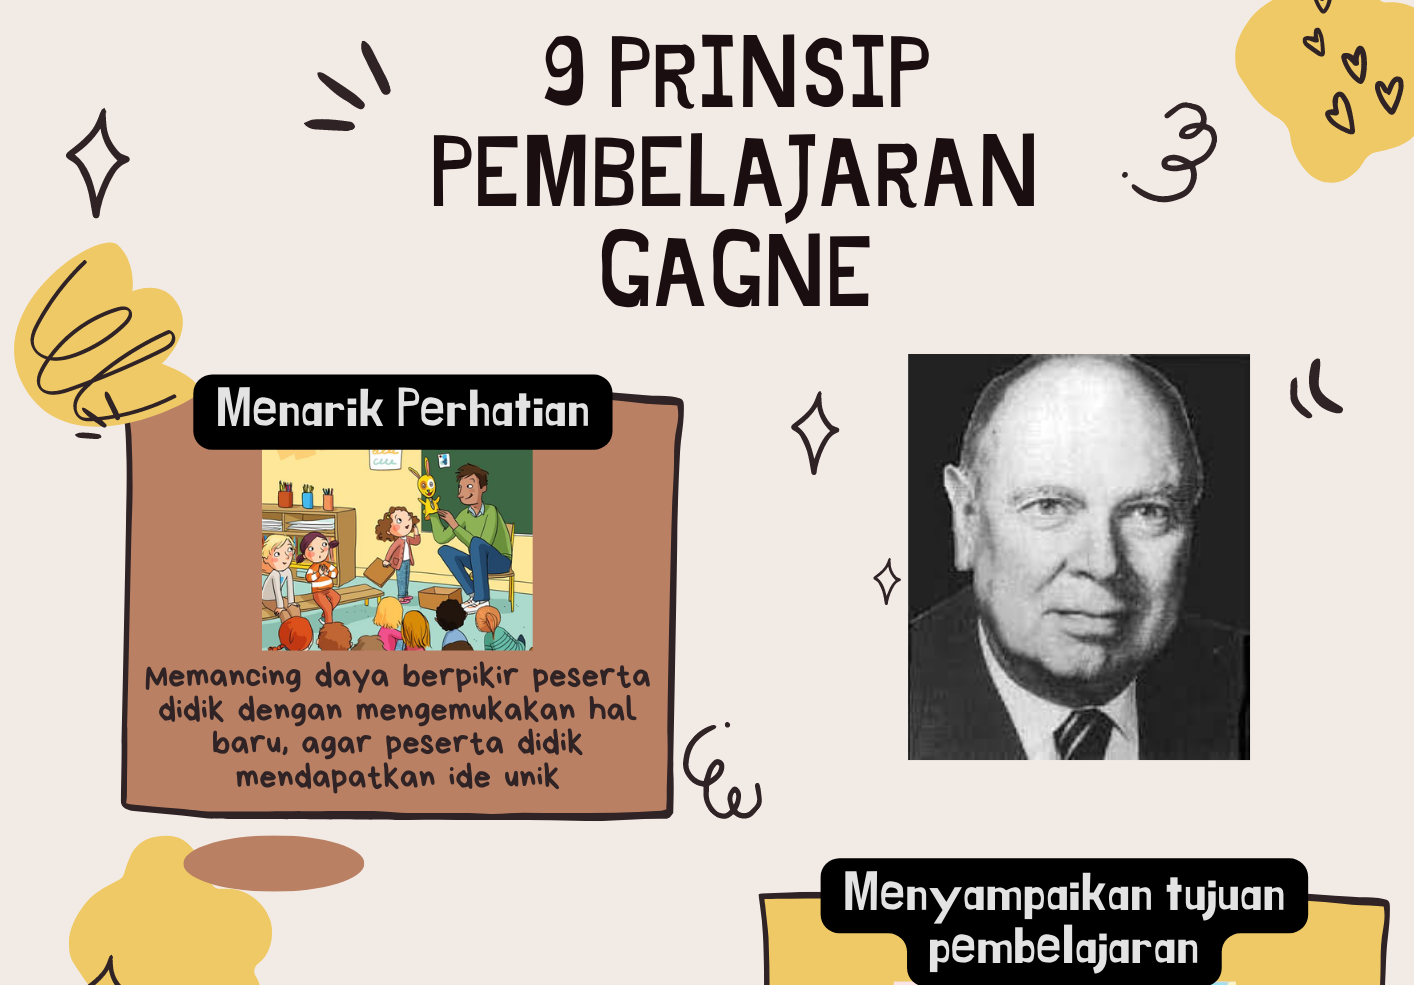 9 PRINSIP
PEMBELAJARAN
GAGNE
Menarik Perhatian
Memancing daya berpikir peserta
didik dengan mengemukakan hal
baru, agar peserta didik
mendapatkan ide unik
Menyampaikan tujuan
pembelajaran